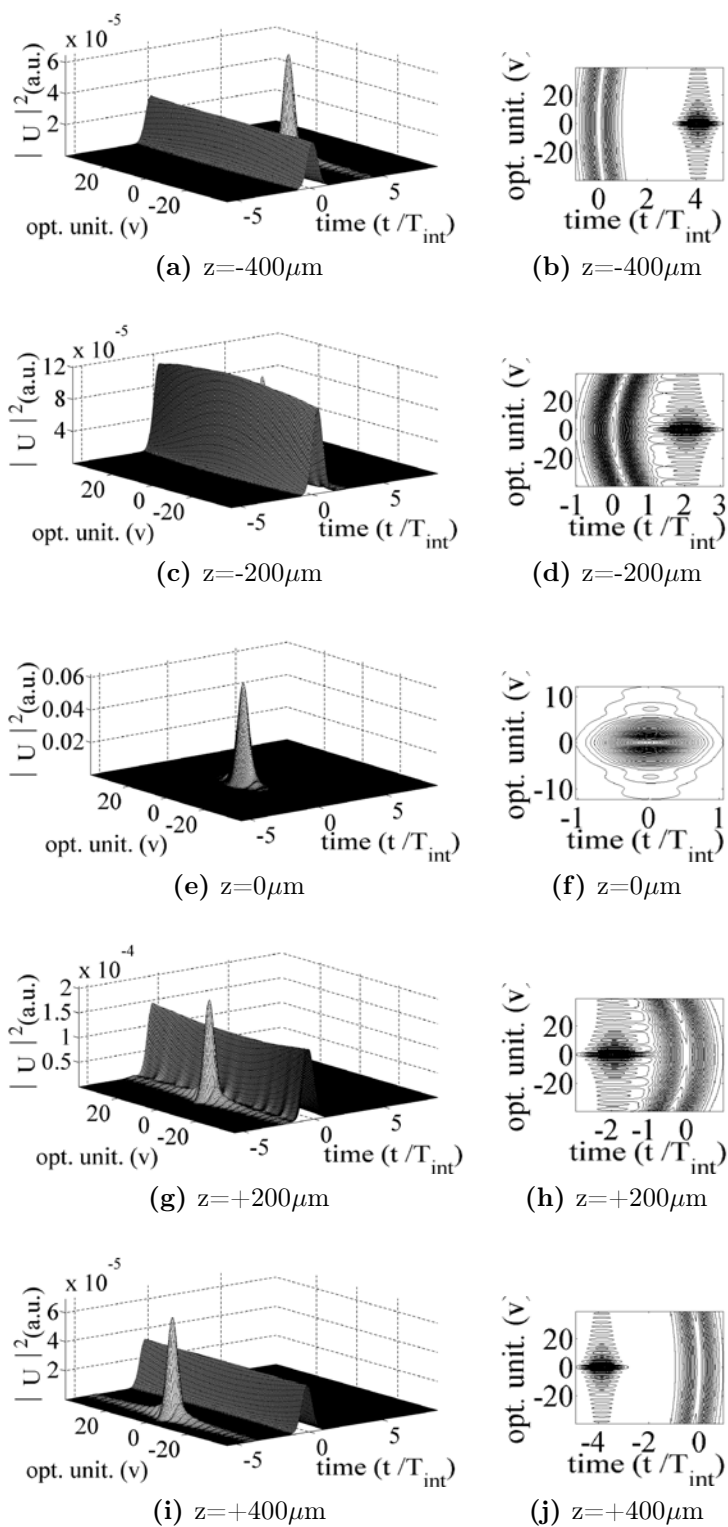 x 10^-5
6
4
2
| U |^2 (a.u.)
20
0
-20
-5
0
5
opt. unit. (v)
time (t /T_int)
(a) z=-400μm
20
0
-20
opt. unit. (v)
0
2
4
time (t /T_int)
(b) z=-400μm
x 10^-5
12
8
4
| U |^2 (a.u.)
20
0
-20
-5
0
5
opt. unit. (v)
time (t /T_int)
(c) z=-200μm
20
0
-20
opt. unit. (v)
-1 0 1 2 3
time (t /T_int)
(d) z=-200μm
0.06
0.04
0.02
| U |^2 (a.u.)
20
0
-20
-5
0
5
opt. unit. (v)
time (t /T_int)
(e) z=0μm
10
0
-10
opt. unit. (v)
-1 0 1
time (t /T_int)
(f) z=0μm
x 10^-4
2
1.5
1
0.5
| U |^2 (a.u.)
20
0
-20
-5
0
5
opt. unit. (v)
time (t /T_int)
(g) z=+200μm
20
0
-20
opt. unit. (v)
-2 -1 0
time (t /T_int)
(h) z=+200μm
x 10^-5
6
4
2
| U |^2 (a.u.)
20
0
-20
-5
0
5
opt. unit. (v)
time (t /T_int)
(i) z=+400μm
20
0
-20
opt. unit. (v)
-4 -2 0
time (t /T_int)
(j) z=+400μm